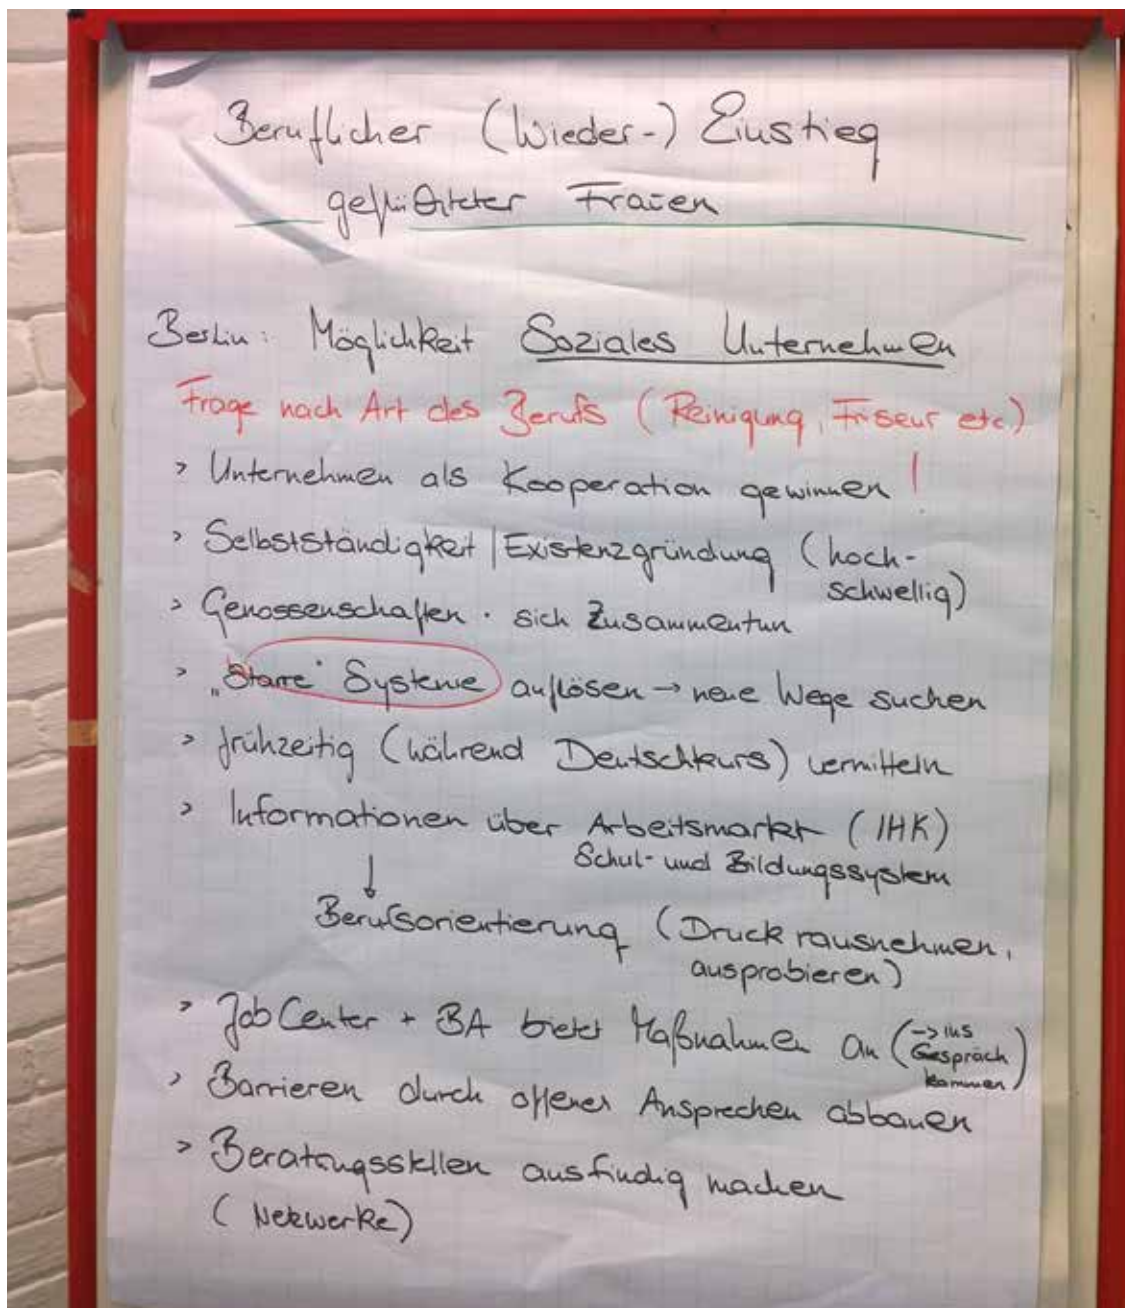 Beruflicher (Wieder-) Einstieg
geflüchteter Frauen
Berlin: Möglichkeit Soziales Unternehmen
Frage nach Art des Berufs (Reinigung, Friseur etc.)
> Unternehmen als Kooperation gewinnen !
> Selbstständigkeit | Existenzgründung (hoch-
schwellig)
> Genossenschaften · sich Zusammentun
> „Starre" Systeme auflösen → neue Wege suchen
> frühzeitig (während Deutschkurs) vermitteln
> Informationen über Arbeitsmarkt (IHK)
Schul- und Bildungssystem
↓
Berufsorientierung (Druck rausnehmen,
ausprobieren)
> JobCenter + BA bietet Maßnahmen an (→ ins
Gespräch
kommen)
> Barrieren durch offenes Ansprechen abbauen
> Beratungsstellen ausfindig machen
(Netzwerke)